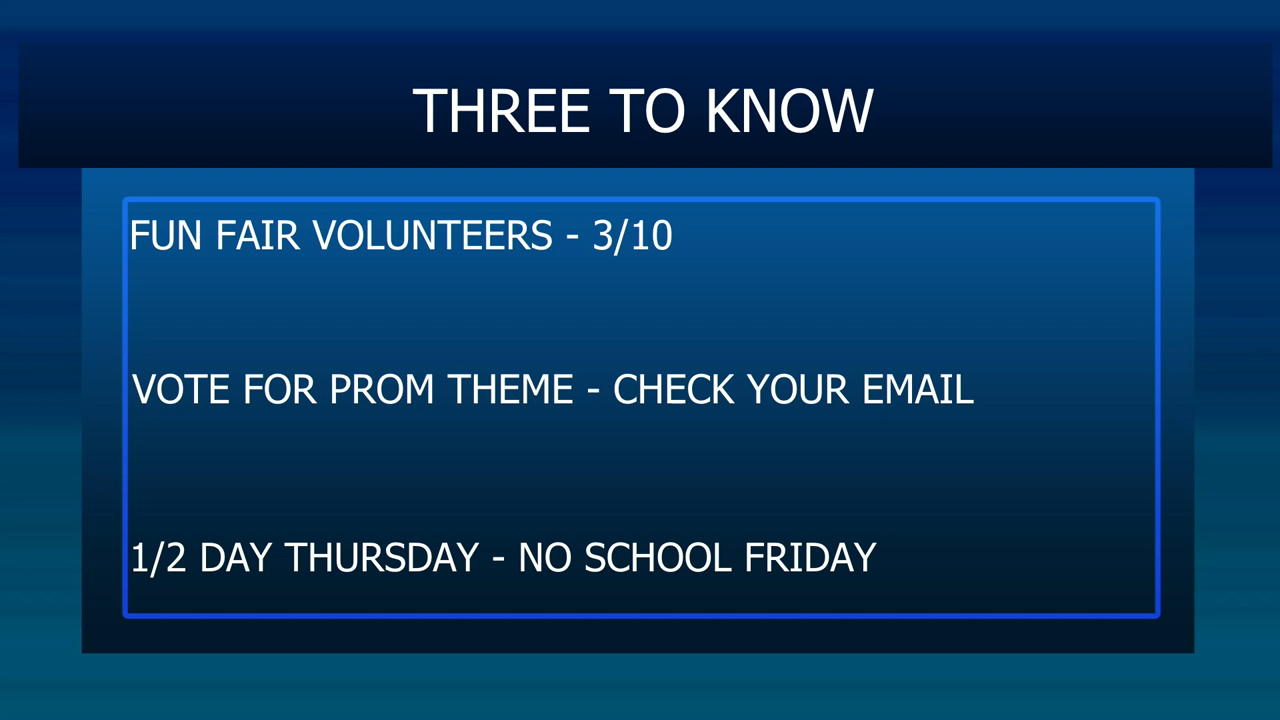 THREE TO KNOW
FUN FAIR VOLUNTEERS - 3/10
VOTE FOR PROM THEME - CHECK YOUR EMAIL
1/2 DAY THURSDAY - NO SCHOOL FRIDAY